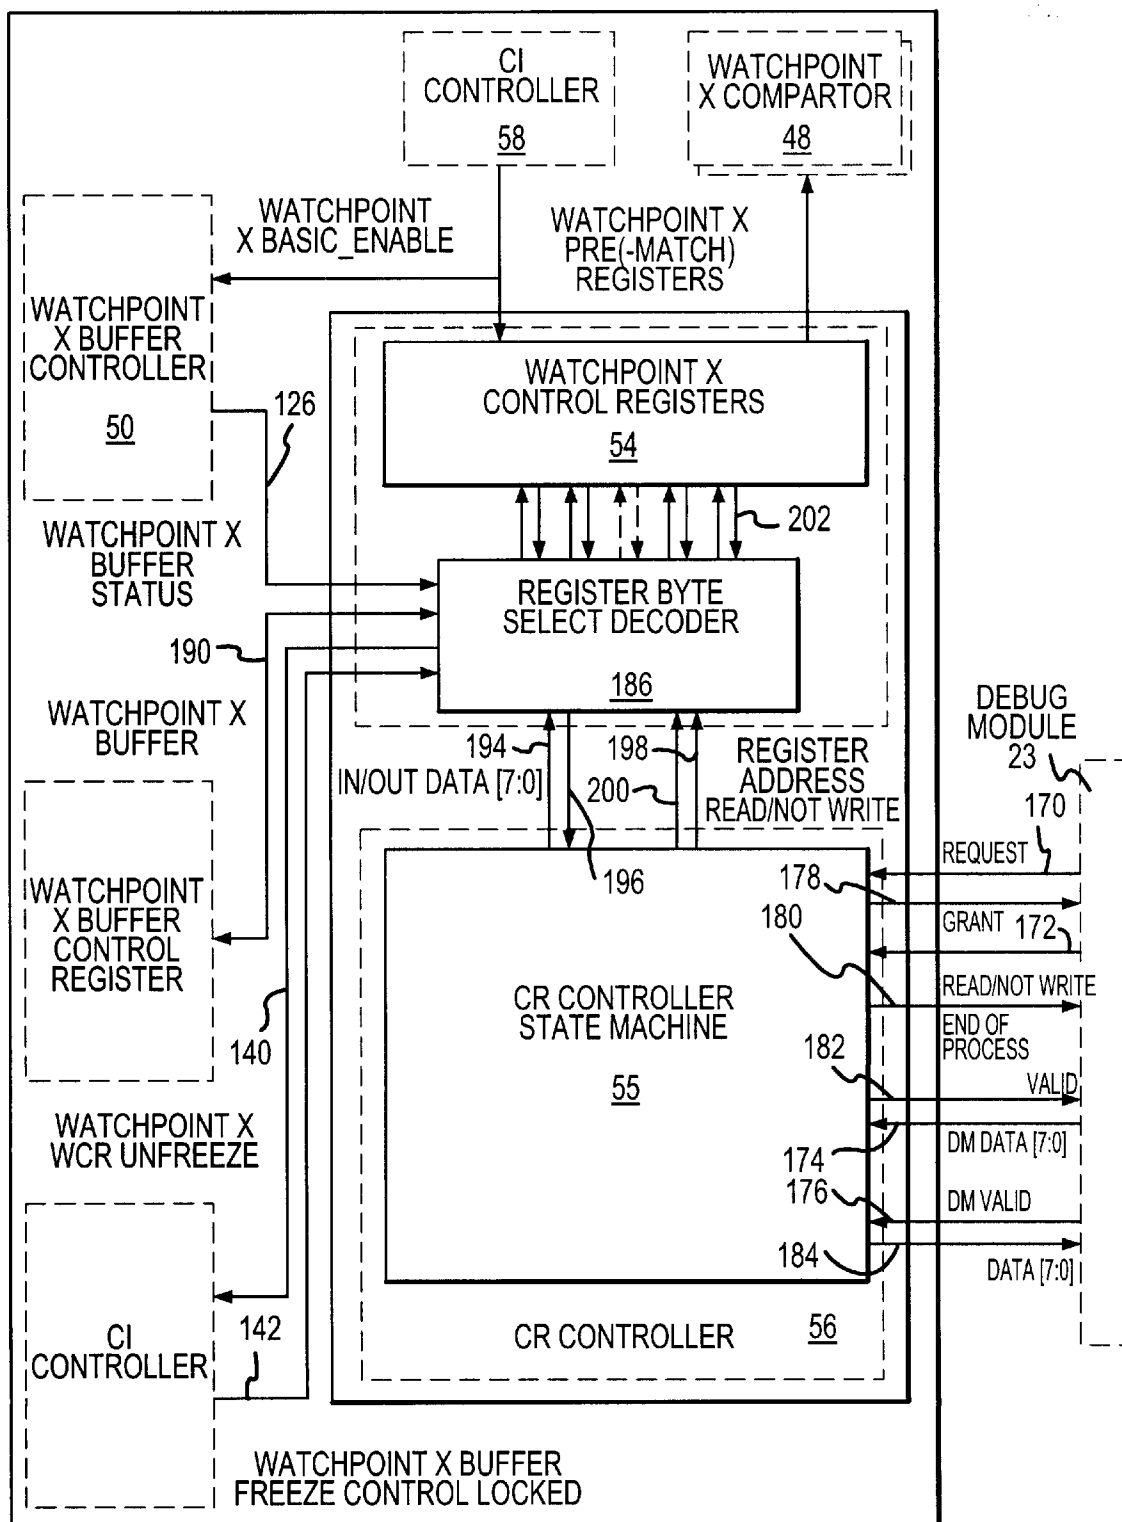 CI
CONTROLLER
58
WATCHPOINT
X COMPARTOR
48
WATCHPOINT
X BASIC_ENABLE
WATCHPOINT X
PRE(-MATCH)
REGISTERS
WATCHPOINT
X BUFFER
CONTROLLER
50
126
WATCHPOINT X
CONTROL REGISTERS
54
202
WATCHPOINT X
BUFFER
STATUS
REGISTER BYTE
SELECT DECODER
186
190
WATCHPOINT X
BUFFER
194
IN/OUT DATA [7:0]
196
198
200
REGISTER
ADDRESS
READ/NOT WRITE
DEBUG
MODULE
23
170
REQUEST
178
GRANT
172
180
READ/NOT WRITE
END OF
PROCESS
182
VALID
174
DM DATA [7:0]
176
DM VALID
184
DATA [7:0]
WATCHPOINT
X BUFFER
CONTROL
REGISTER
140
CR CONTROLLER
STATE MACHINE
55
WATCHPOINT X
WCR UNFREEZE
CI
CONTROLLER
142
CR CONTROLLER
56
WATCHPOINT X BUFFER
FREEZE CONTROL LOCKED